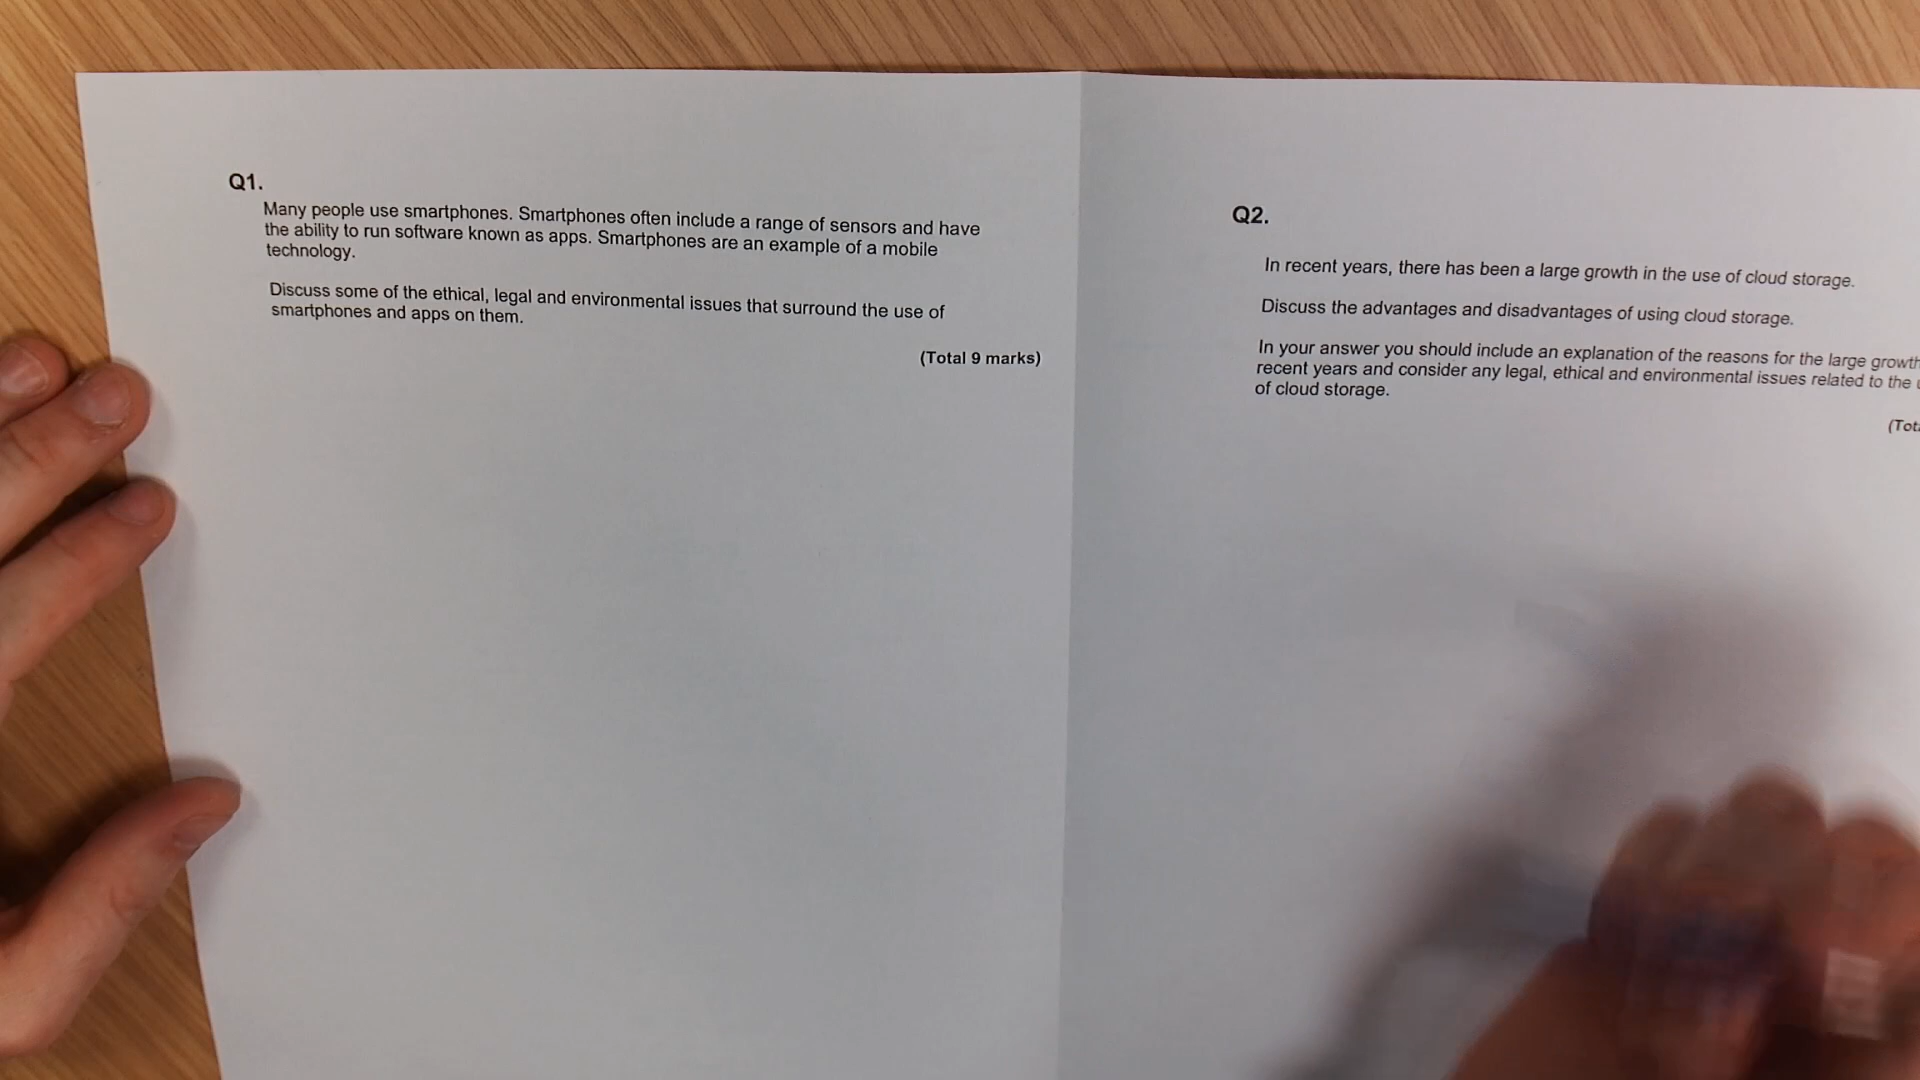 Q1.
Many people use smartphones. Smartphones often include a range of sensors and have
the ability to run software known as apps. Smartphones are an example of a mobile
technology.
Discuss some of the ethical, legal and environmental issues that surround the use of
smartphones and apps on them.
(Total 9 marks)
Q2.
In recent years, there has been a large growth in the use of cloud storage.
Discuss the advantages and disadvantages of using cloud storage.
In your answer you should include an explanation of the reasons for the large growth
recent years and consider any legal, ethical and environmental issues related to the
of cloud storage.